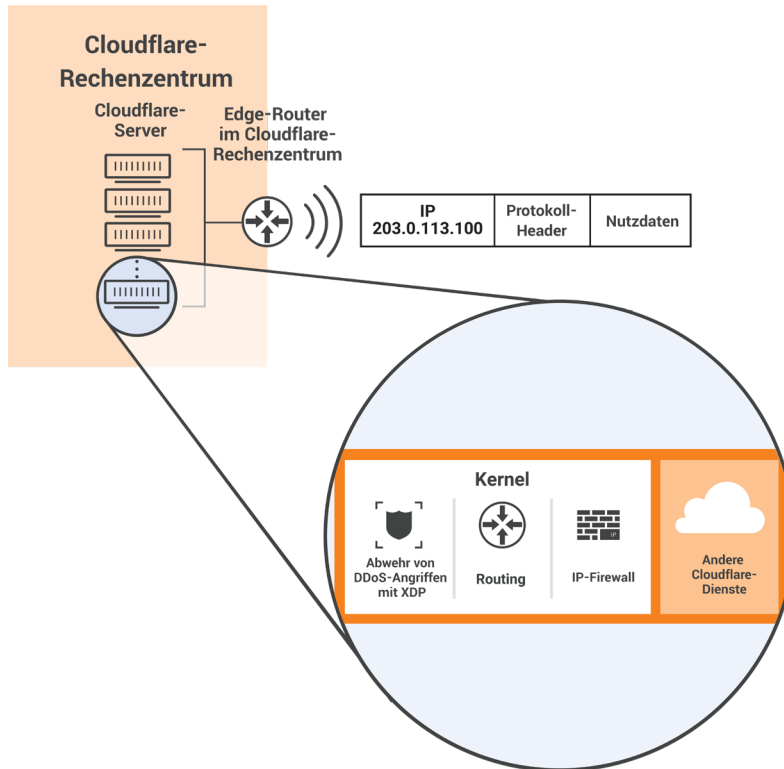 Cloudflare-
Rechenzentrum
Cloudflare-
Server
Edge-Router
im Cloudflare-
Rechenzentrum
IP
203.0.113.100
Protokoll-
Header
Nutzdaten
Kernel
Abwehr von
DDoS-Angriffen
mit XDP
Routing
IP
IP-Firewall
Andere
Cloudflare-
Dienste